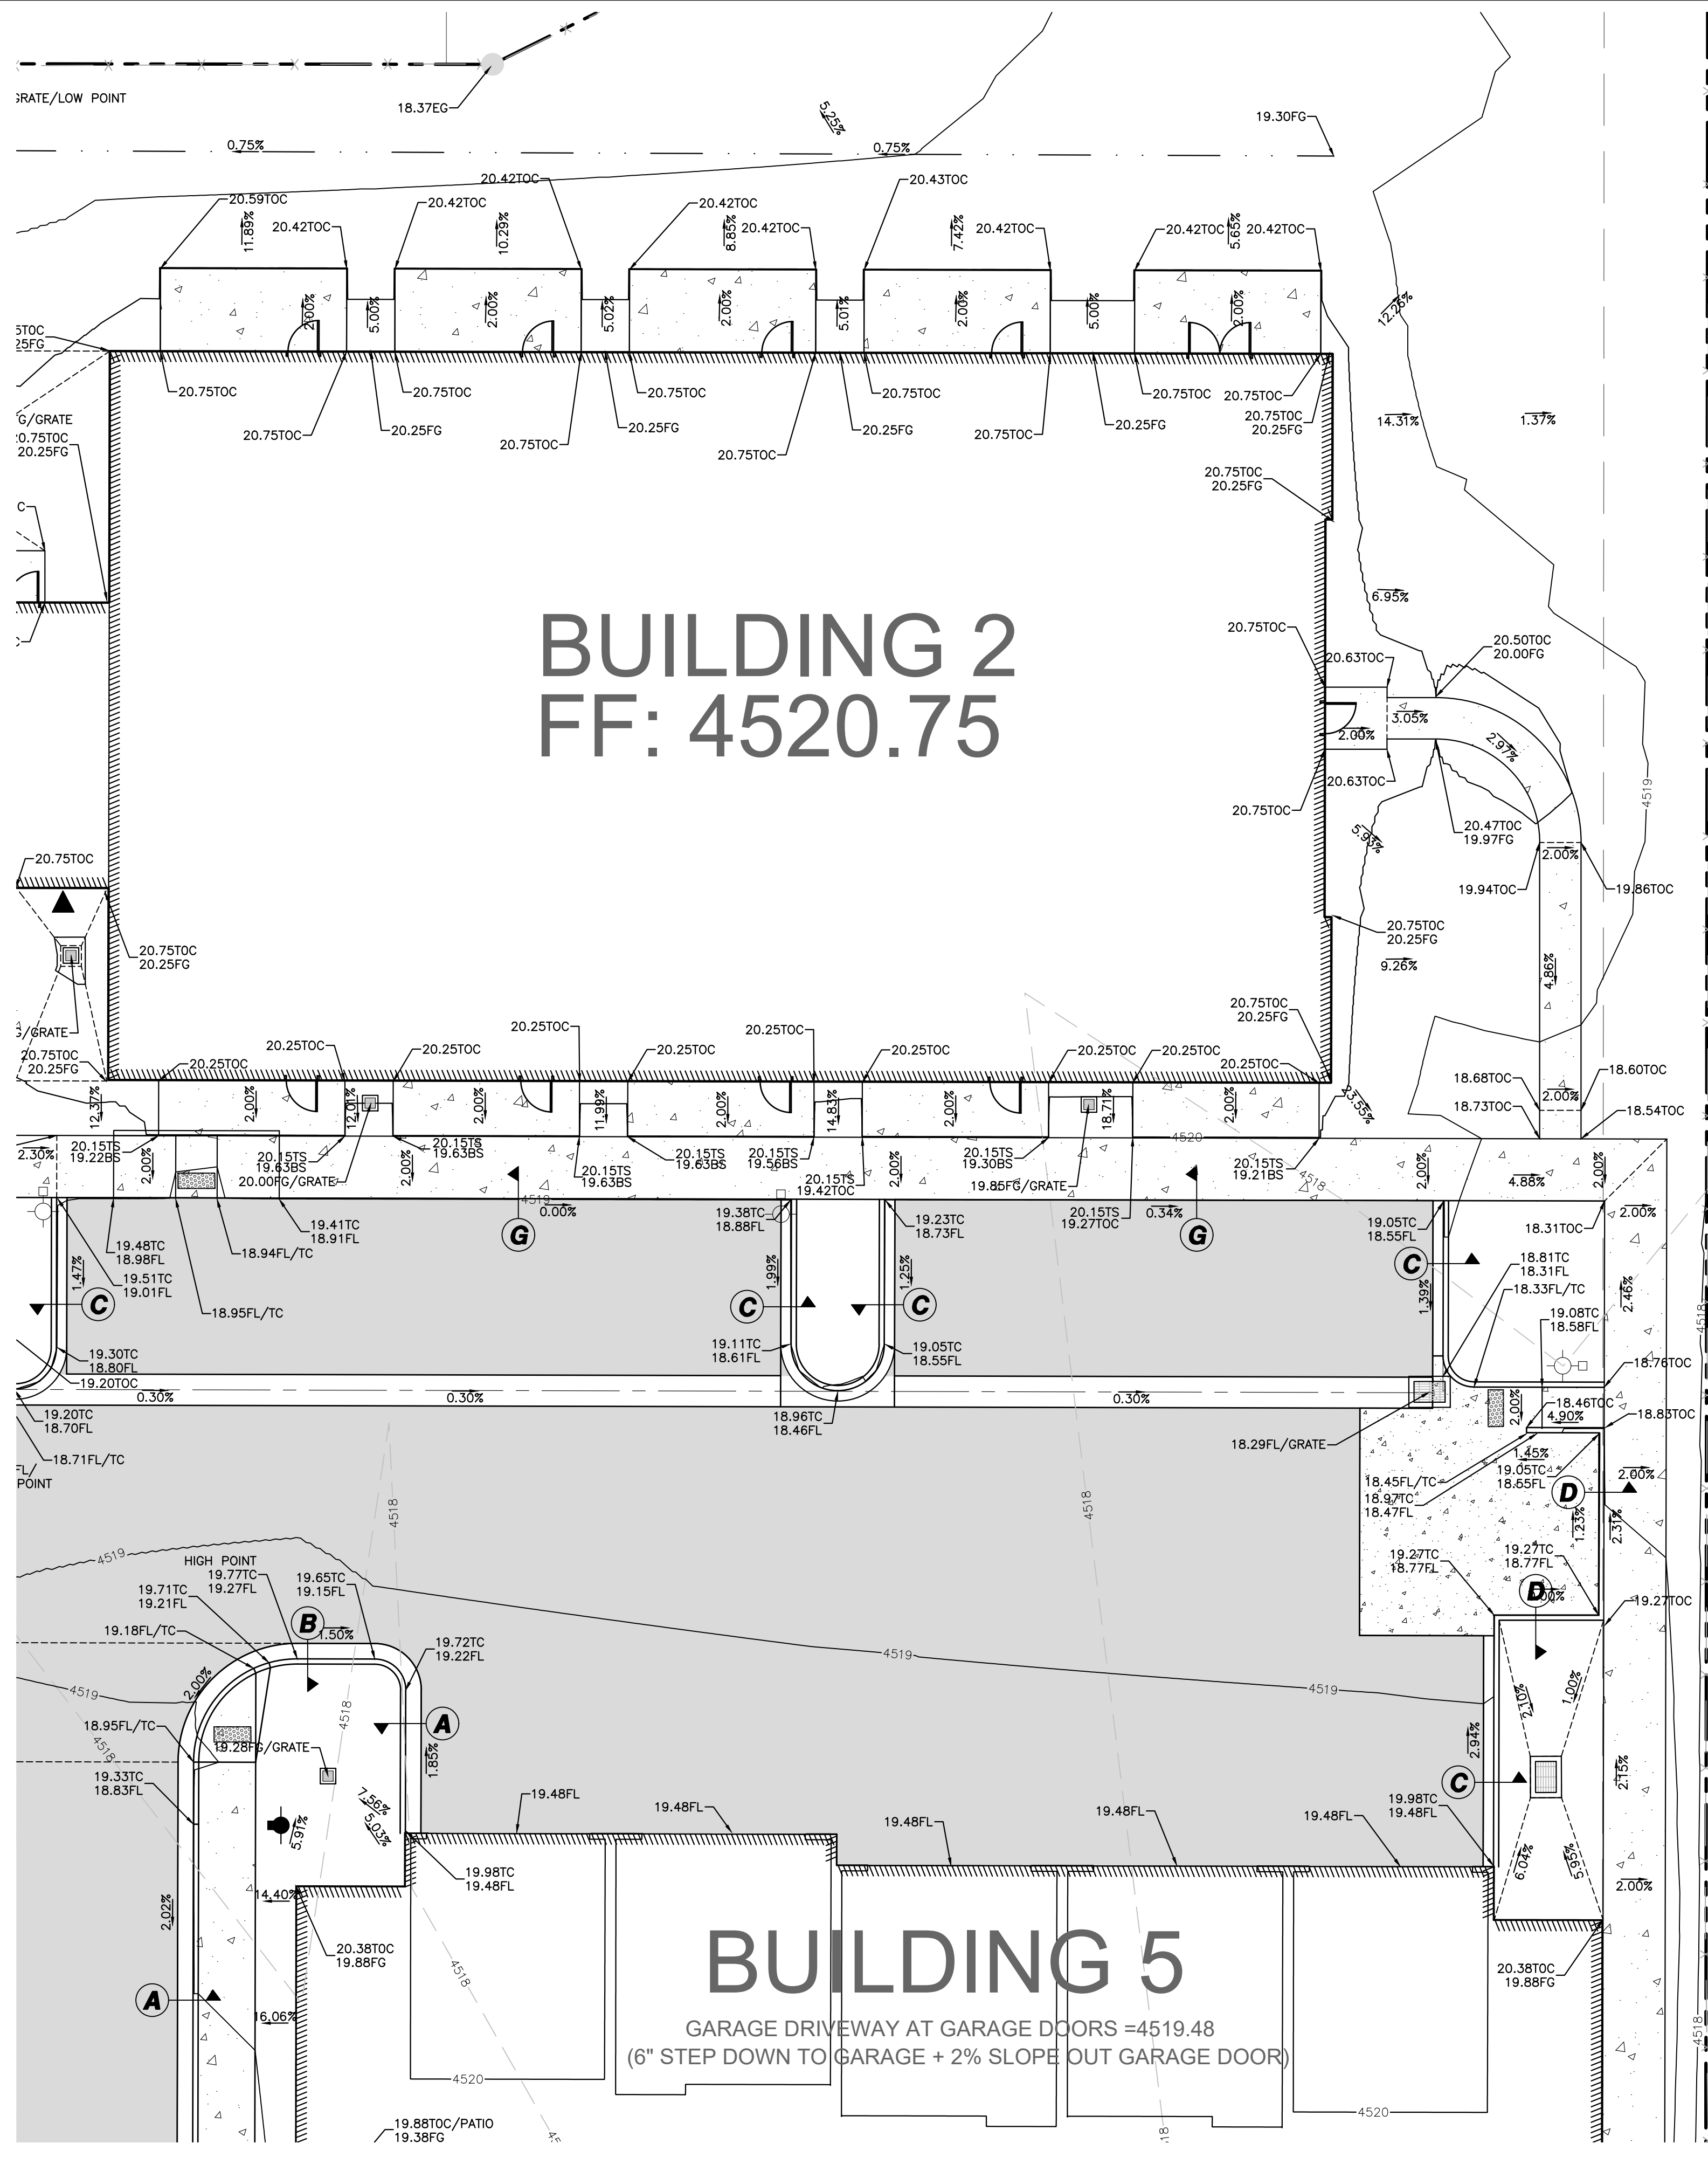 GRATE/LOW POINT
18.37EG
5.25%
19.30FG
0.75%
0.75%
20.59TOC
20.42TOC
20.42TOC
20.42TOC
20.43TOC
11.89%
20.42TOC
10.29%
8.85%
20.42TOC
7.42%
20.42TOC
20.42TOC
5.65%
20.42TOC
2.00%
5.00%
2.00%
5.02%
2.00%
5.01%
2.00%
5.00%
2.00%
12.26%
5TOC
25FG
20.75TOC
20.75TOC
20.75TOC
20.75TOC
20.75TOC
20.75TOC
20.75TOC
20.25FG
20.75TOC
20.25FG
20.75TOC
20.25FG
20.75TOC
20.25FG
20.75TOC
20.25FG
14.31%
1.37%
G/GRATE
20.75TOC
20.25FG
20.75TOC
20.25FG
C
6.95%
BUILDING 2
FF: 4520.75
20.75TOC
20.63TOC
20.50TOC
20.00FG
3.05%
2.00%
2.97%
20.63TOC
20.75TOC
4519
5.93%
20.47TOC
19.97FG
2.00%
20.75TOC
19.94TOC
19.86TOC
20.75TOC
20.25FG
20.75TOC
20.25FG
9.26%
4.86%
G/GRATE
20.75TOC
20.25FG
20.25TOC
20.25TOC
20.25TOC
20.25TOC
20.25TOC
20.25TOC
20.25TOC
20.25TOC
20.25TOC
20.25TOC
20.75TOC
20.25FG
18.68TOC
18.60TOC
2.00%
18.73TOC
18.54TOC
12.37%
2.00%
12.01%
2.00%
11.99%
2.00%
14.83%
2.00%
18.71%
2.00%
23.55%
2.30%
20.15TS
19.22BS
2.00%
20.15TS
19.63BS
20.00FG/GRATE
2.00%
20.15TS
19.63BS
20.15TS
19.63BS
20.15TS
19.63BS
20.15TS
19.56BS
20.15TS
19.42TOC
2.00%
20.15TS
19.30BS
19.85FG/GRATE
4520
20.15TS
19.21BS
4518
2.00%
4.88%
2.00%
4519
0.00%
G
20.15TS
19.27TOC
0.34%
G
2.00%
19.48TC
18.98FL
19.51TC
19.01FL
18.94FL/TC
19.41TC
18.91FL
19.38TC
18.88FL
19.23TC
18.73FL
19.05TC
18.55FL
18.31TOC
1.47%
C
18.95FL/TC
1.99%
C
1.25%
C
1.39%
C
18.81TC
18.31FL
18.33FL/TC
19.08TC
18.58FL
2.46%
4518
19.30TC
18.80FL
19.20TOC
19.11TC
18.61FL
19.05TC
18.55FL
18.76TOC
0.30%
0.30%
0.30%
19.20TC
18.70FL
18.96TC
18.46FL
18.29FL/GRATE
2.00%
18.46TOC
4.90%
18.83TOC
18.71FL/TC
FL/
POINT
1.45%
18.45FL/TC
18.97TC
18.47FL
19.05TC
18.55FL
D
2.00%
4518
4518
1.23%
2.31%
4519
HIGH POINT
19.77TC
19.27FL
19.65TC
19.15FL
19.71TC
19.21FL
19.18FL/TC
B
1.50%
19.27TC
18.77FL
19.27TC
18.77FL
D
19.27TOC
19.72TC
19.22FL
4519
4519
4519
2.00%
4518
4518
18.95FL/TC
A
19.28FG/GRATE
1.85%
2.10%
1.00%
2.94%
C
2.15%
19.33TC
18.83FL
7.56%
5.03%
5.91%
19.48FL
19.48FL
19.48FL
19.48FL
19.48FL
19.98TC
19.48FL
19.98TC
19.48FL
6.04%
5.95%
2.00%
14.40%
2.02%
20.38TOC
19.88FG
4518
BUILDING 5
20.38TOC
19.88FG
A
16.06%
GARAGE DRIVEWAY AT GARAGE DOORS =4519.48
(6" STEP DOWN TO GARAGE + 2% SLOPE OUT GARAGE DOOR)
4518
4520
4520
19.88TOC/PATIO
19.38FG